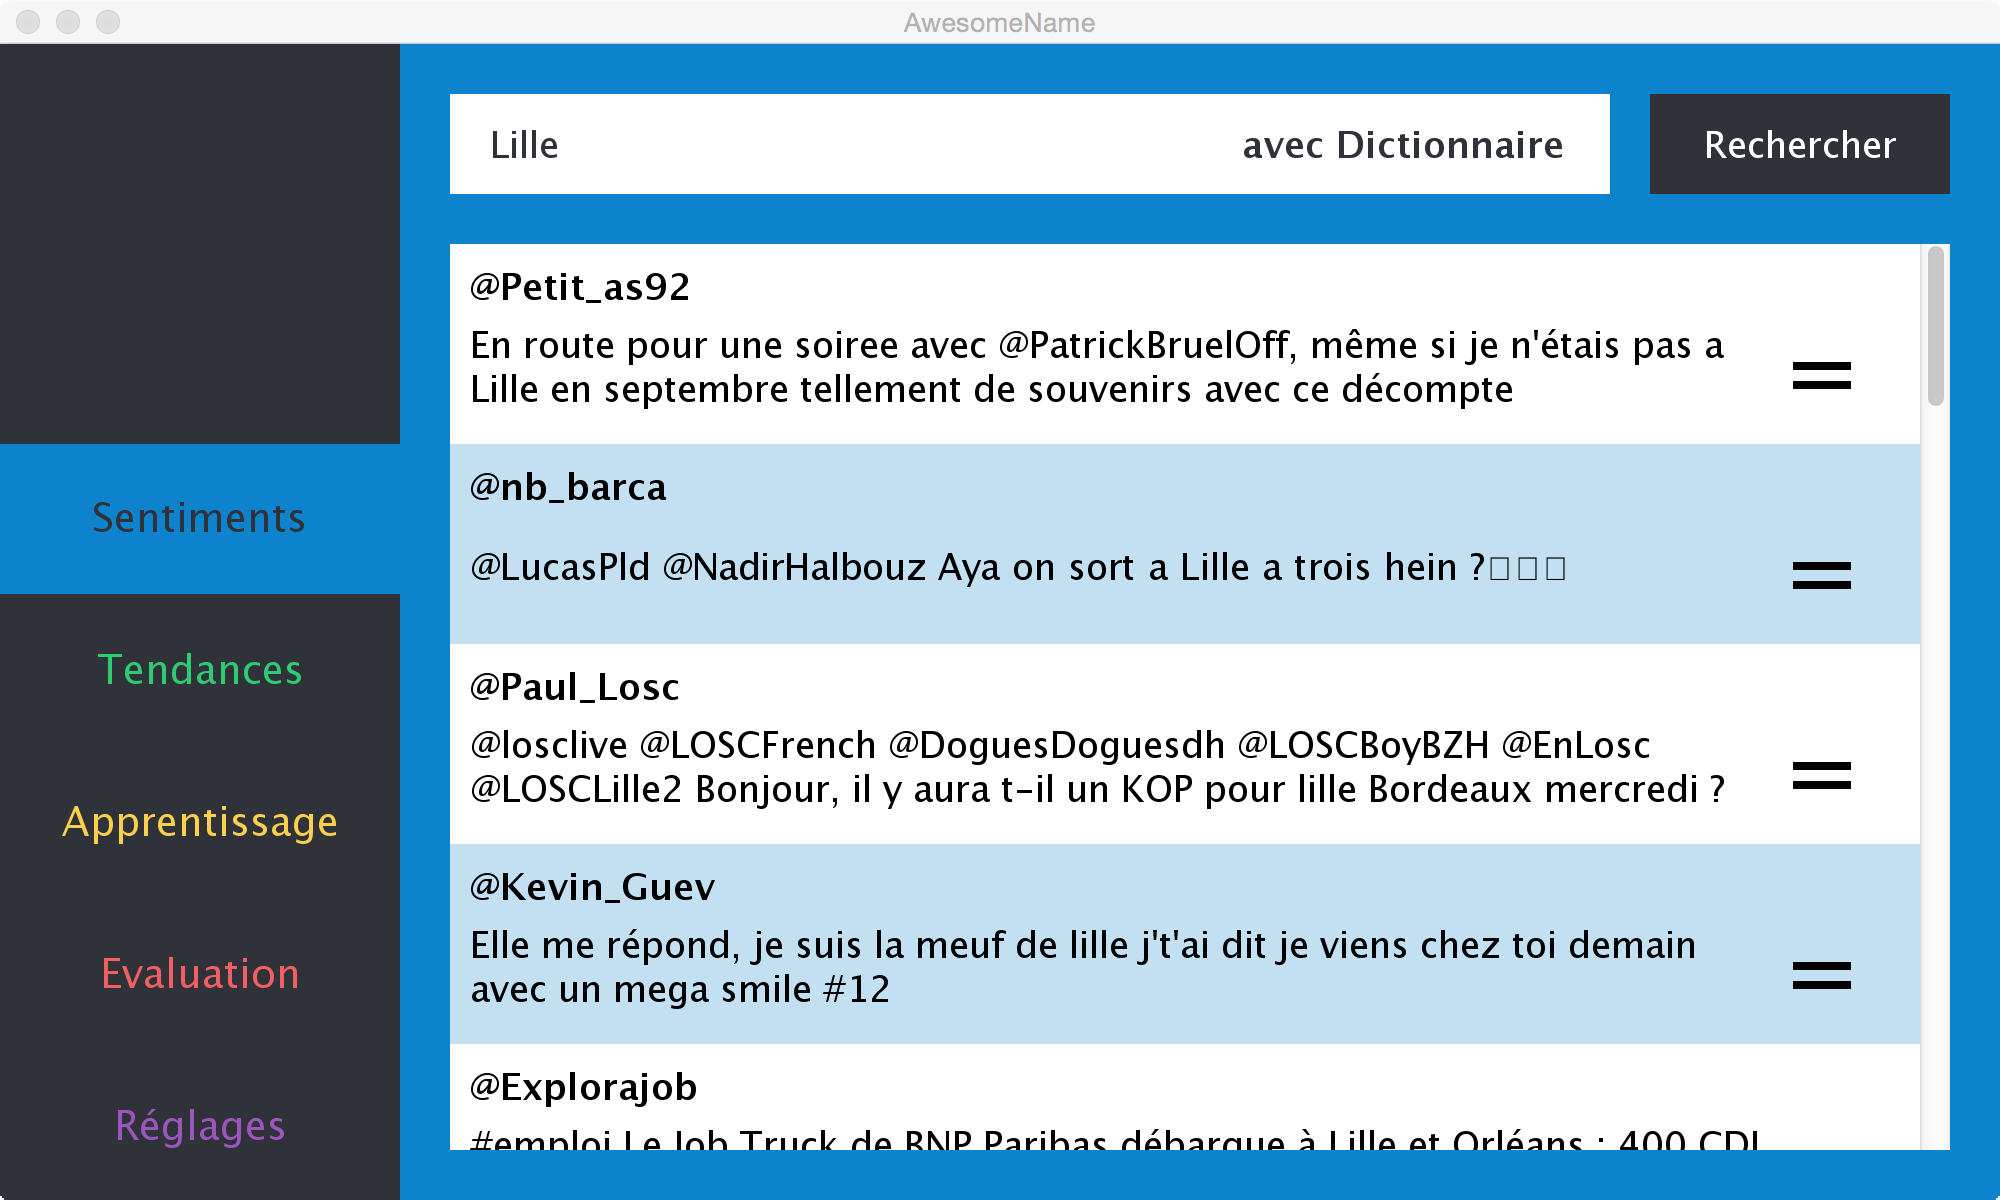 AwesomeName
Lille
avec Dictionnaire
Rechercher
Sentiments
Tendances
Apprentissage
Evaluation
Réglages
@Petit_as92
En route pour une soiree avec @PatrickBruelOff, même si je n'étais pas a
Lille en septembre tellement de souvenirs avec ce décompte
=
@nb_barca
@LucasPld @NadirHalbouz Aya on sort a Lille a trois hein ?▯▯▯
=
@Paul_Losc
@losclive @LOSCFrench @DoguesDoguesdh @LOSCBoyBZH @EnLosc
@LOSCLille2 Bonjour, il y aura t-il un KOP pour lille Bordeaux mercredi ?
=
@Kevin_Guev
Elle me répond, je suis la meuf de lille j't'ai dit je viens chez toi demain
avec un mega smile #12
=
@Explorajob
#emploi Le Job Truck de BNP Paribas débarque à Lille et Orléans : 400 CDI